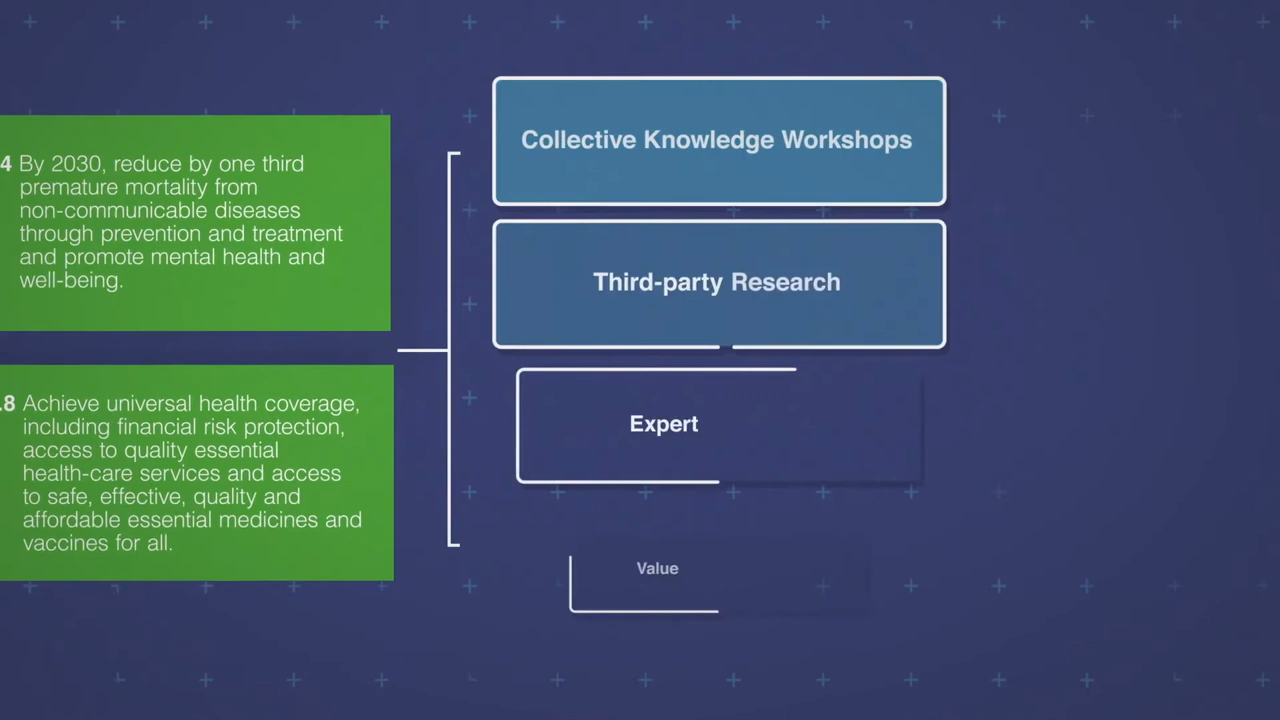 4 By 2030, reduce by one third
premature mortality from
non-communicable diseases
through prevention and treatment
and promote mental health and
well-being.
.8 Achieve universal health coverage,
including financial risk protection,
access to quality essential
health-care services and access
to safe, effective, quality and
affordable essential medicines and
vaccines for all.
Collective Knowledge Workshops
Third-party Research
Expert
Value